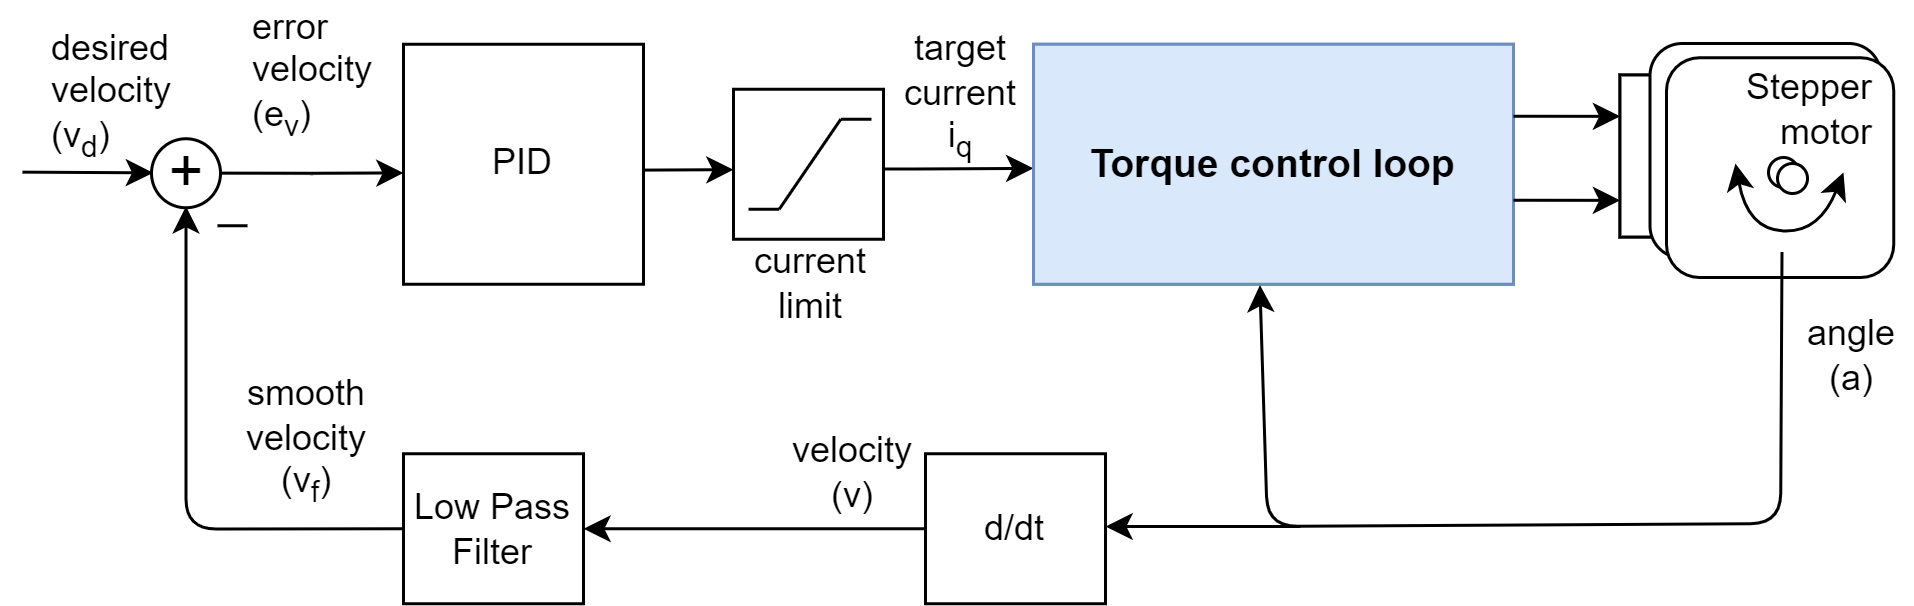 desired
velocity
(v_d)
error
velocity
(e_v)
+
−
PID
current
limit
target
current
i_q
Torque control loop
Stepper
motor
angle
(a)
smooth
velocity
(v_f)
Low Pass
Filter
velocity
(v)
d/dt